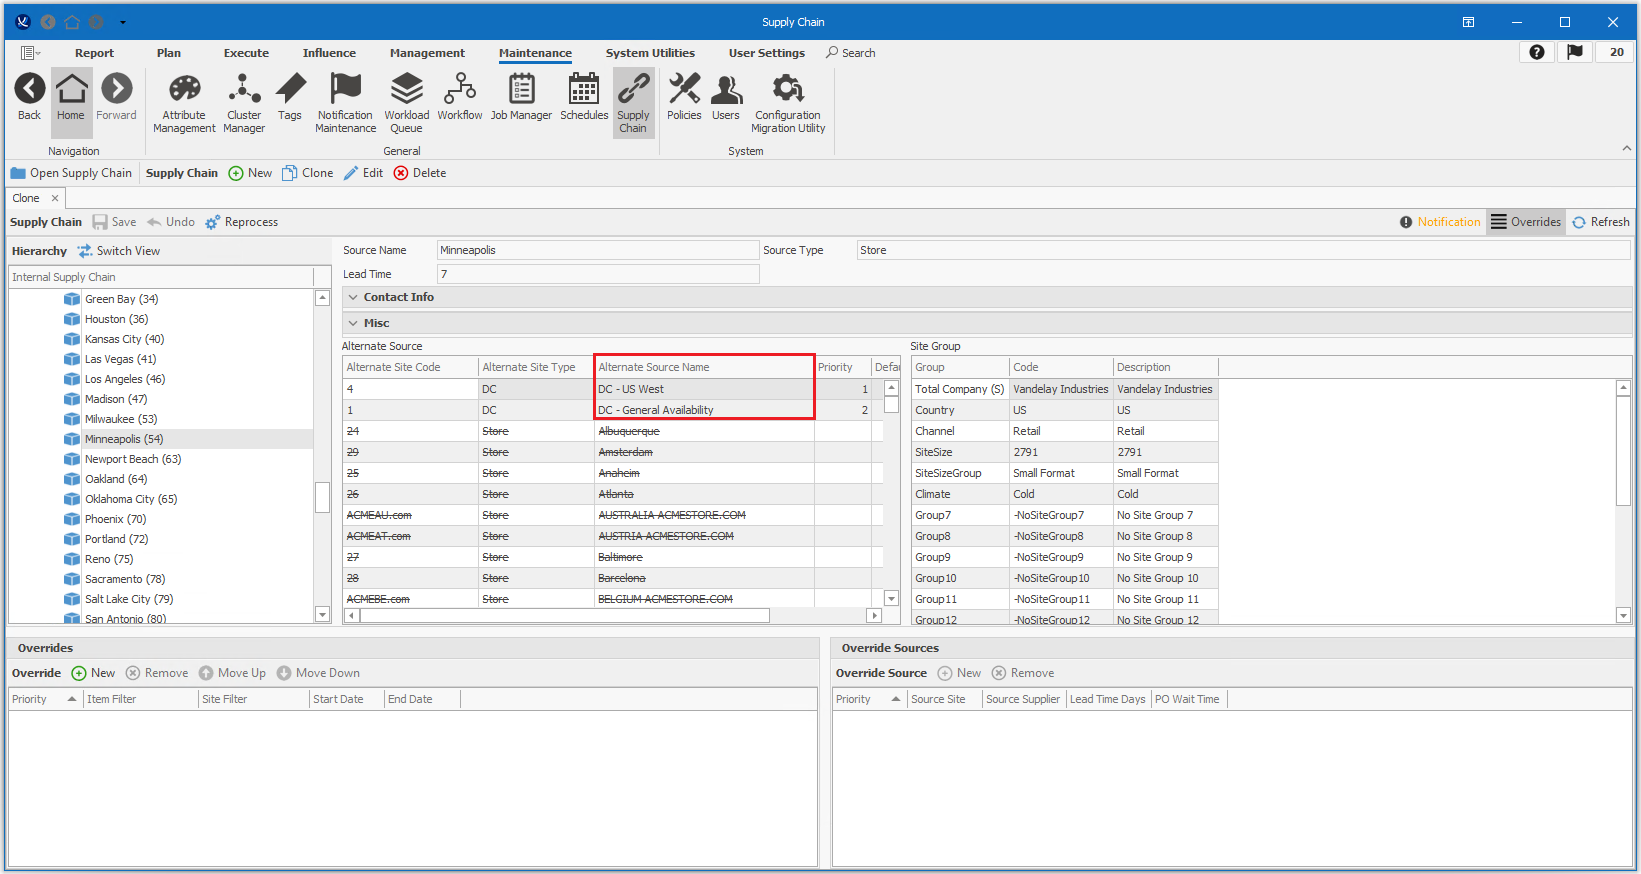 Supply Chain
Report Plan Execute Influence Management Maintenance System Utilities User Settings Search 20
Back Home Forward Attribute Management Cluster Manager Tags Notification Maintenance Workload Queue Workflow Job Manager Schedules Supply Chain Policies Users Configuration Migration Utility
Navigation General System
Open Supply Chain Supply Chain New Clone Edit Delete
Clone
Supply Chain Save Undo Reprocess Notification Overrides Refresh
Hierarchy Switch View
Internal Supply Chain
Green Bay (34)
Houston (36)
Kansas City (40)
Las Vegas (41)
Los Angeles (46)
Madison (47)
Milwaukee (53)
Minneapolis (54)
Newport Beach (63)
Oakland (64)
Oklahoma City (65)
Phoenix (70)
Portland (72)
Reno (75)
Sacramento (78)
Salt Lake City (79)
San Antonio (80)
Source Name Minneapolis Source Type Store
Lead Time 7
Contact Info
Misc
Alternate Source
Alternate Site Code Alternate Site Type Alternate Source Name Priority Defau
4 DC DC - US West 1
1 DC DC - General Availability 2
24 Store Albuquerque
29 Store Amsterdam
25 Store Anaheim
26 Store Atlanta
ACMEAU.com Store AUSTRALIA ACMESTORE.COM
ACMEAT.com Store AUSTRIA ACMESTORE.COM
27 Store Baltimore
28 Store Barcelona
ACMEBE.com Store BELGIUM ACMESTORE.COM
Site Group
Group Code Description
Total Company (S) Vandelay Industries Vandelay Industries
Country US US
Channel Retail Retail
SiteSize 2791 2791
SiteSizeGroup Small Format Small Format
Climate Cold Cold
Group7 -NoSiteGroup7 No Site Group 7
Group8 -NoSiteGroup8 No Site Group 8
Group9 -NoSiteGroup9 No Site Group 9
Group10 -NoSiteGroup10 No Site Group 10
Group11 -NoSiteGroup11 No Site Group 11
Group12 -NoSiteGroup12 No Site Group 12
Overrides
Override New Remove Move Up Move Down
Priority Item Filter Site Filter Start Date End Date
Override Sources
Override Source New Remove
Priority Source Site Source Supplier Lead Time Days PO Wait Time